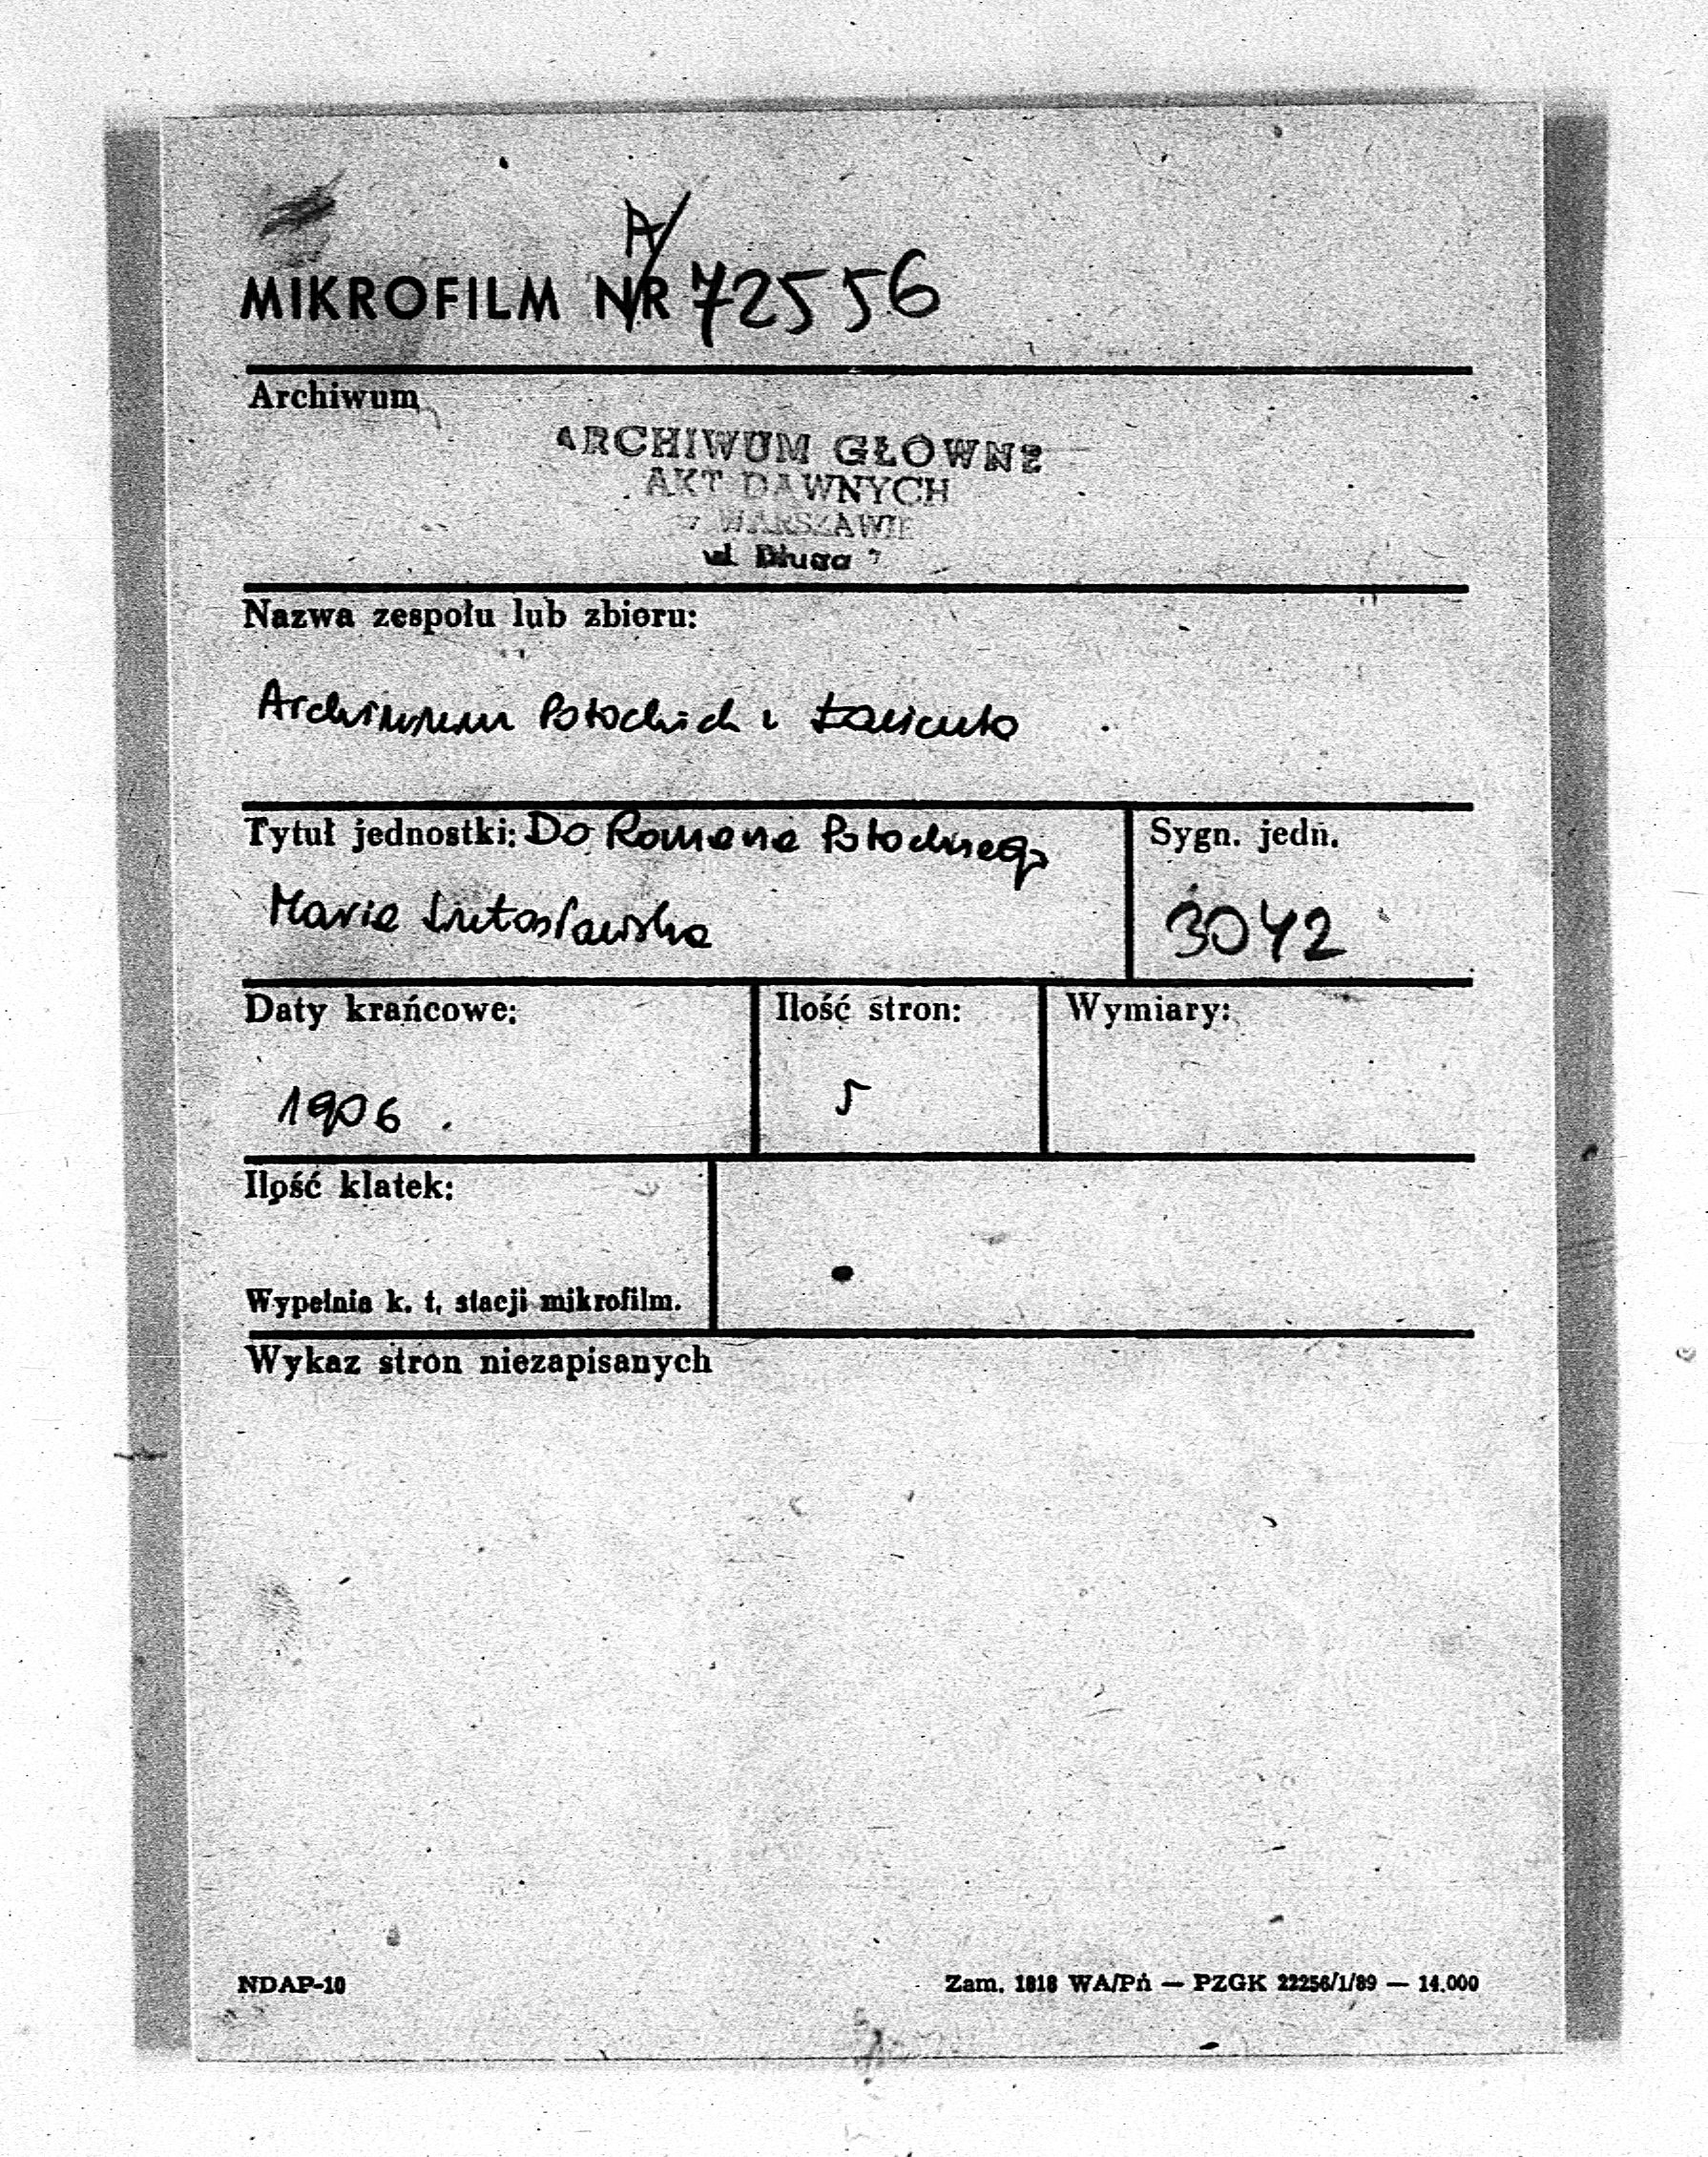 A/
MIKROFILM NR 72556
Archiwum
ARCHIWUM GŁÓWNE
AKT DAWNYCH
w WARSZAWIE
ul. Długa 7
Nazwa zespołu lub zbioru:
Archiwum Potockich z Łańcuta
Tytuł jednostki: Do Romana Potockiego
Maria Lutosławska
Sygn. jedn.
3042
Daty krańcowe:
Ilość stron:
Wymiary:
1906.
5
Ilość klatek:
Wypełnia k. t. stacji mikrofilm.
Wykaz stron niezapisanych
NDAP-10
Zam. 1818 WA/Pń — PZGK 22256/1/89 — 14.000